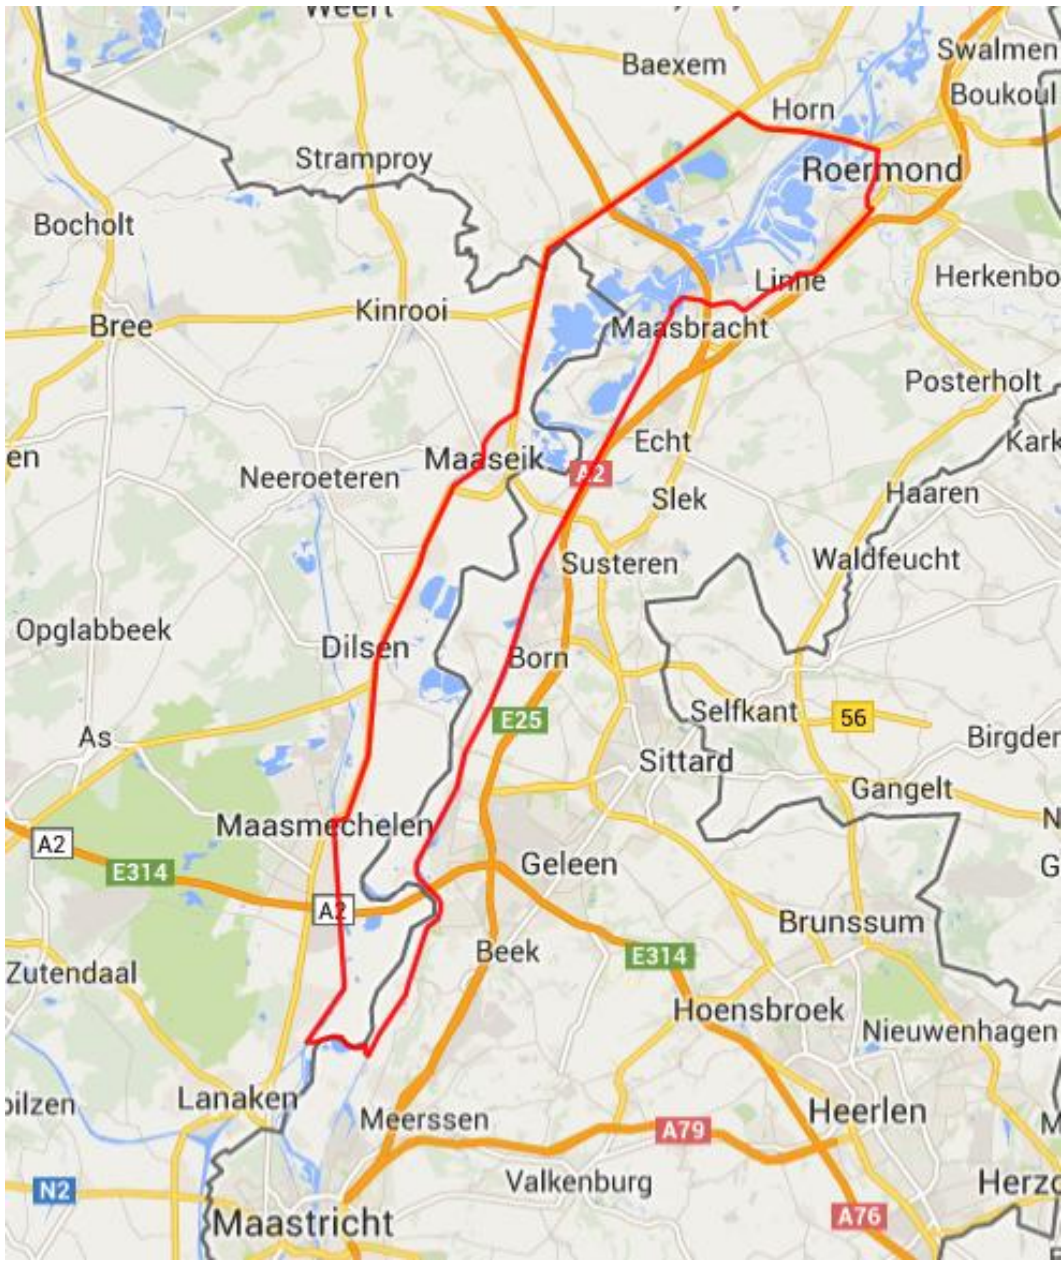 Weert
Swalmen
Baexem
Boukoul
Horn
Stramproy
Roermond
Bocholt
Herkenbo
Linne
Kinrooi
Bree
Maasbracht
Posterholt
Echt
Kark
en
Maaseik
Neeroeteren
A2
Haaren
Slek
Susteren
Waldfeucht
Opglabbeek
Dilsen
Born
Selfkant
56
E25
As
Birgder
Sittard
Gangelt
Maasmechelen
N
A2
Geleen
G
E314
A2
Brunssum
Beek
E314
Zutendaal
Hoensbroek
Nieuwenhagen
Lanaken
oilzen
Heerlen
Meerssen
M
A79
Valkenburg
N2
Herzo
Maastricht
A76